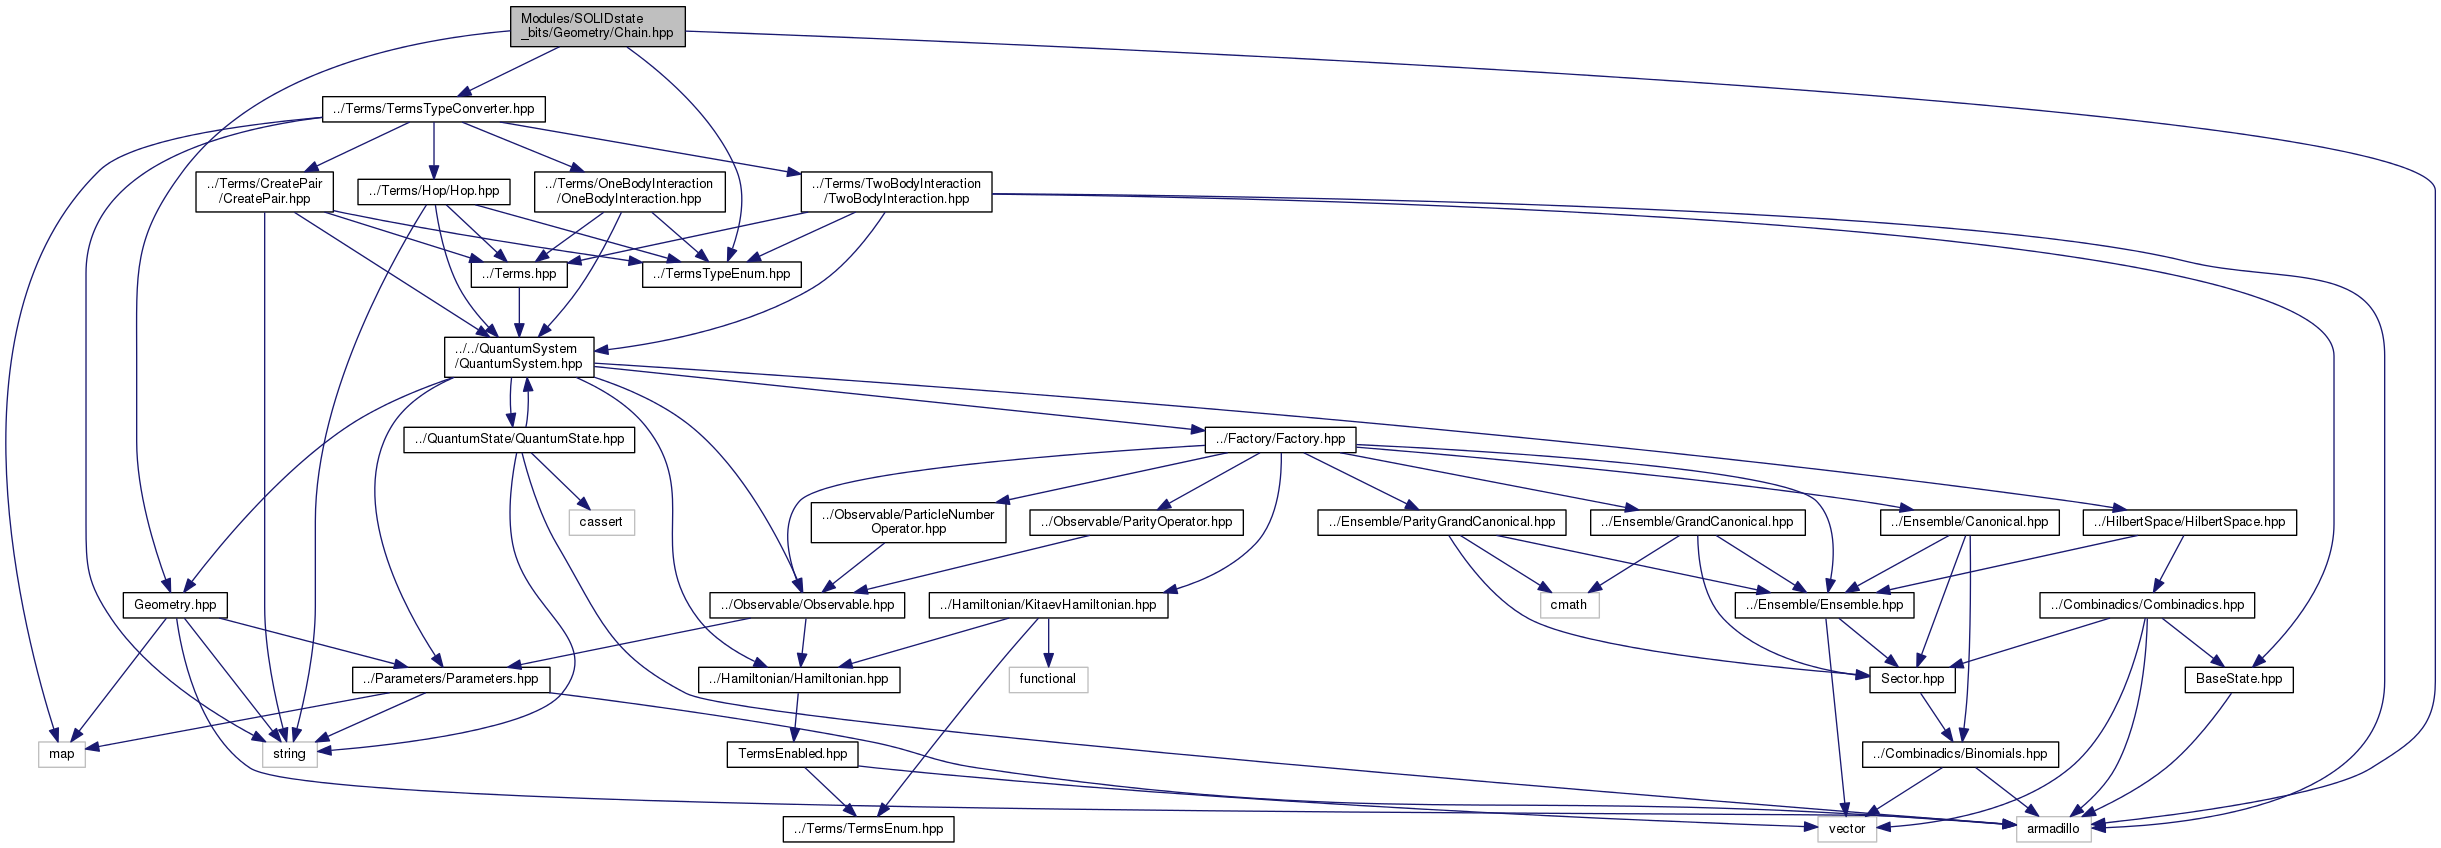 Modules/SOLIDstate
_bits/Geometry/Chain.hpp
../Terms/TermsTypeConverter.hpp
../Terms/CreatePair
/CreatePair.hpp
../Terms/Hop/Hop.hpp
../Terms/OneBodyInteraction
/OneBodyInteraction.hpp
../Terms/TwoBodyInteraction
/TwoBodyInteraction.hpp
../Terms.hpp
../TermsTypeEnum.hpp
../../QuantumSystem
/QuantumSystem.hpp
../QuantumState/QuantumState.hpp
../Factory/Factory.hpp
cassert
../Observable/ParticleNumber
Operator.hpp
../Observable/ParityOperator.hpp
../Ensemble/ParityGrandCanonical.hpp
../Ensemble/GrandCanonical.hpp
../Ensemble/Canonical.hpp
../HilbertSpace/HilbertSpace.hpp
Geometry.hpp
../Observable/Observable.hpp
../Hamiltonian/KitaevHamiltonian.hpp
cmath
../Ensemble/Ensemble.hpp
../Combinadics/Combinadics.hpp
../Parameters/Parameters.hpp
../Hamiltonian/Hamiltonian.hpp
functional
Sector.hpp
BaseState.hpp
map
string
TermsEnabled.hpp
../Combinadics/Binomials.hpp
../Terms/TermsEnum.hpp
vector
armadillo